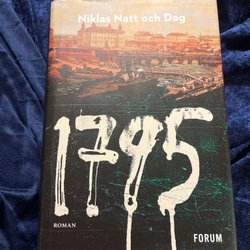 Niklas Natt och Dag
1795
ROMAN
FORUM